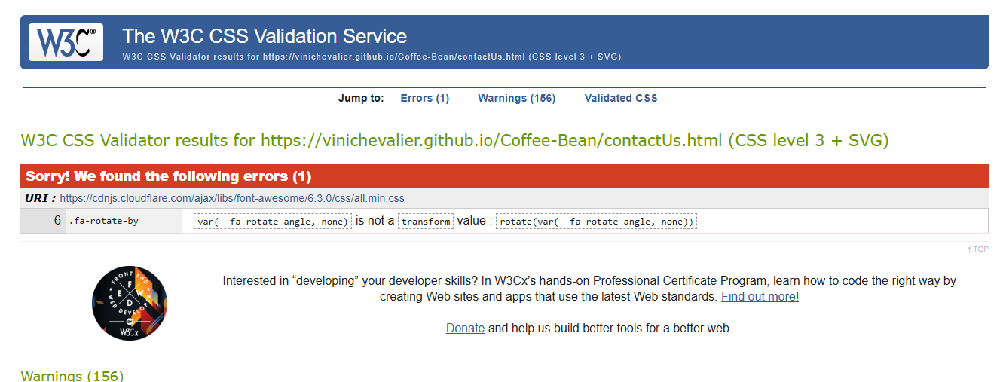 W3C®
The W3C CSS Validation Service
W3C CSS Validator results for https://vinichevalier.github.io/Coffee-Bean/contactUs.html (CSS level 3 + SVG)
Jump to: Errors (1) Warnings (156) Validated CSS
W3C CSS Validator results for https://vinichevalier.github.io/Coffee-Bean/contactUs.html (CSS level 3 + SVG)
Sorry! We found the following errors (1)
URI : https://cdnjs.cloudflare.com/ajax/libs/font-awesome/6.3.0/css/all.min.css
6 .fa-rotate-by var(--fa-rotate-angle, none) is not a transform value : rotate(var(--fa-rotate-angle, none))
↑ TOP
FRONT END
F
E W
D
WEB DEVELOPER
BY
W3Cx
Interested in “developing” your developer skills? In W3Cx’s hands-on Professional Certificate Program, learn how to code the right way by
creating Web sites and apps that use the latest Web standards. Find out more!
Donate and help us build better tools for a better web.
Warnings (156)